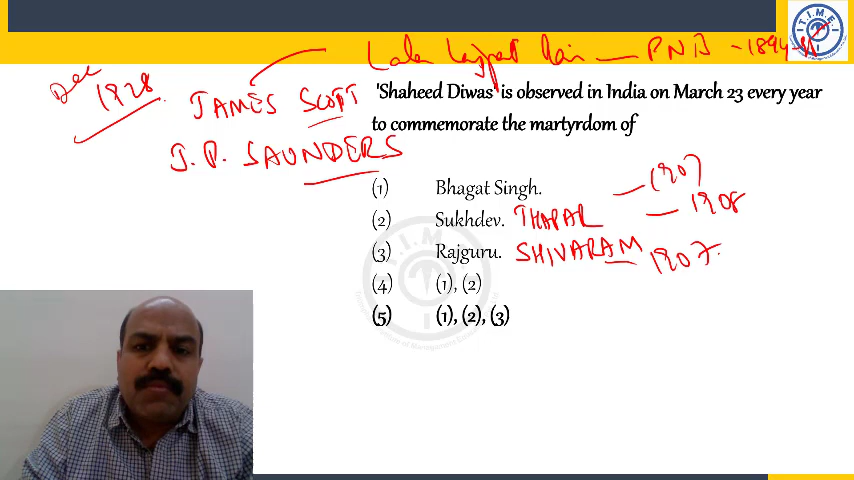 T.I.M.E.
Lala Lajpat Rai — PNB - 1894
Dec 1928
JAMES SCOTT
'Shaheed Diwas' is observed in India on March 23 every year
to commemorate the martyrdom of
J.P. SAUNDERS
(1) Bhagat Singh. — 1907
(2) Sukhdev. THAPAR — 1908
(3) Rajguru. SHIVARAM 1907
(4) (1), (2)
(5) (1), (2), (3)